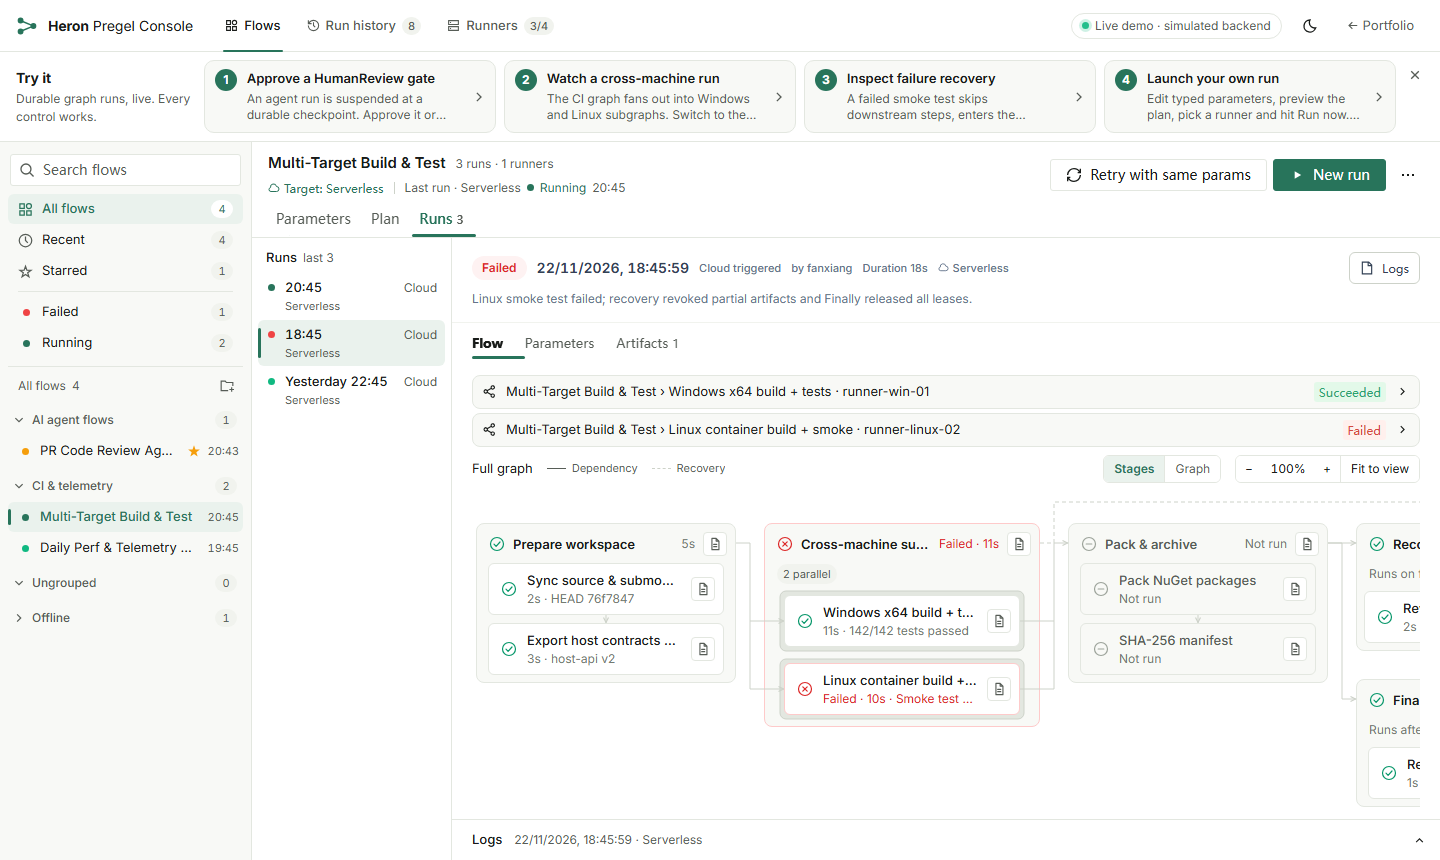 Heron Pregel Console
Flows
Run history 8
Runners 3/4
Live demo · simulated backend
← Portfolio
Try it
Durable graph runs, live. Every
control works.
1
Approve a HumanReview gate
An agent run is suspended at a
durable checkpoint. Approve it or...
2
Watch a cross-machine run
The CI graph fans out into Windows
and Linux subgraphs. Switch to the...
3
Inspect failure recovery
A failed smoke test skips
downstream steps, enters the...
4
Launch your own run
Edit typed parameters, preview the
plan, pick a runner and hit Run now....
Search flows
All flows 4
Recent 4
Starred 1
Failed 1
Running 2
All flows 4
AI agent flows 1
PR Code Review Ag... 20:43
CI & telemetry 2
Multi-Target Build & Test 20:45
Daily Perf & Telemetry ... 19:45
Ungrouped 0
Offline 1
Multi-Target Build & Test 3 runs · 1 runners
Target: Serverless Last run · Serverless Running 20:45
Retry with same params
New run
Parameters
Plan
Runs 3
Runs last 3
20:45 Cloud
Serverless
18:45 Cloud
Serverless
Yesterday 22:45 Cloud
Serverless
Failed 22/11/2026, 18:45:59 Cloud triggered by fanxiang Duration 18s Serverless
Logs
Linux smoke test failed; recovery revoked partial artifacts and Finally released all leases.
Flow
Parameters
Artifacts 1
Multi-Target Build & Test › Windows x64 build + tests · runner-win-01 Succeeded
Multi-Target Build & Test › Linux container build + smoke · runner-linux-02 Failed
Full graph Dependency Recovery
Stages Graph
− 100% + Fit to view
Prepare workspace 5s
Sync source & submo...
2s · HEAD 76f7847
Export host contracts ...
3s · host-api v2
Cross-machine su... Failed · 11s
2 parallel
Windows x64 build + t...
11s · 142/142 tests passed
Linux container build +...
Failed · 10s · Smoke test ...
Pack & archive Not run
Pack NuGet packages
Not run
SHA-256 manifest
Not run
Reco
Runs on
Re
2s
Fina
Runs afte
Re
1s
Logs 22/11/2026, 18:45:59 · Serverless